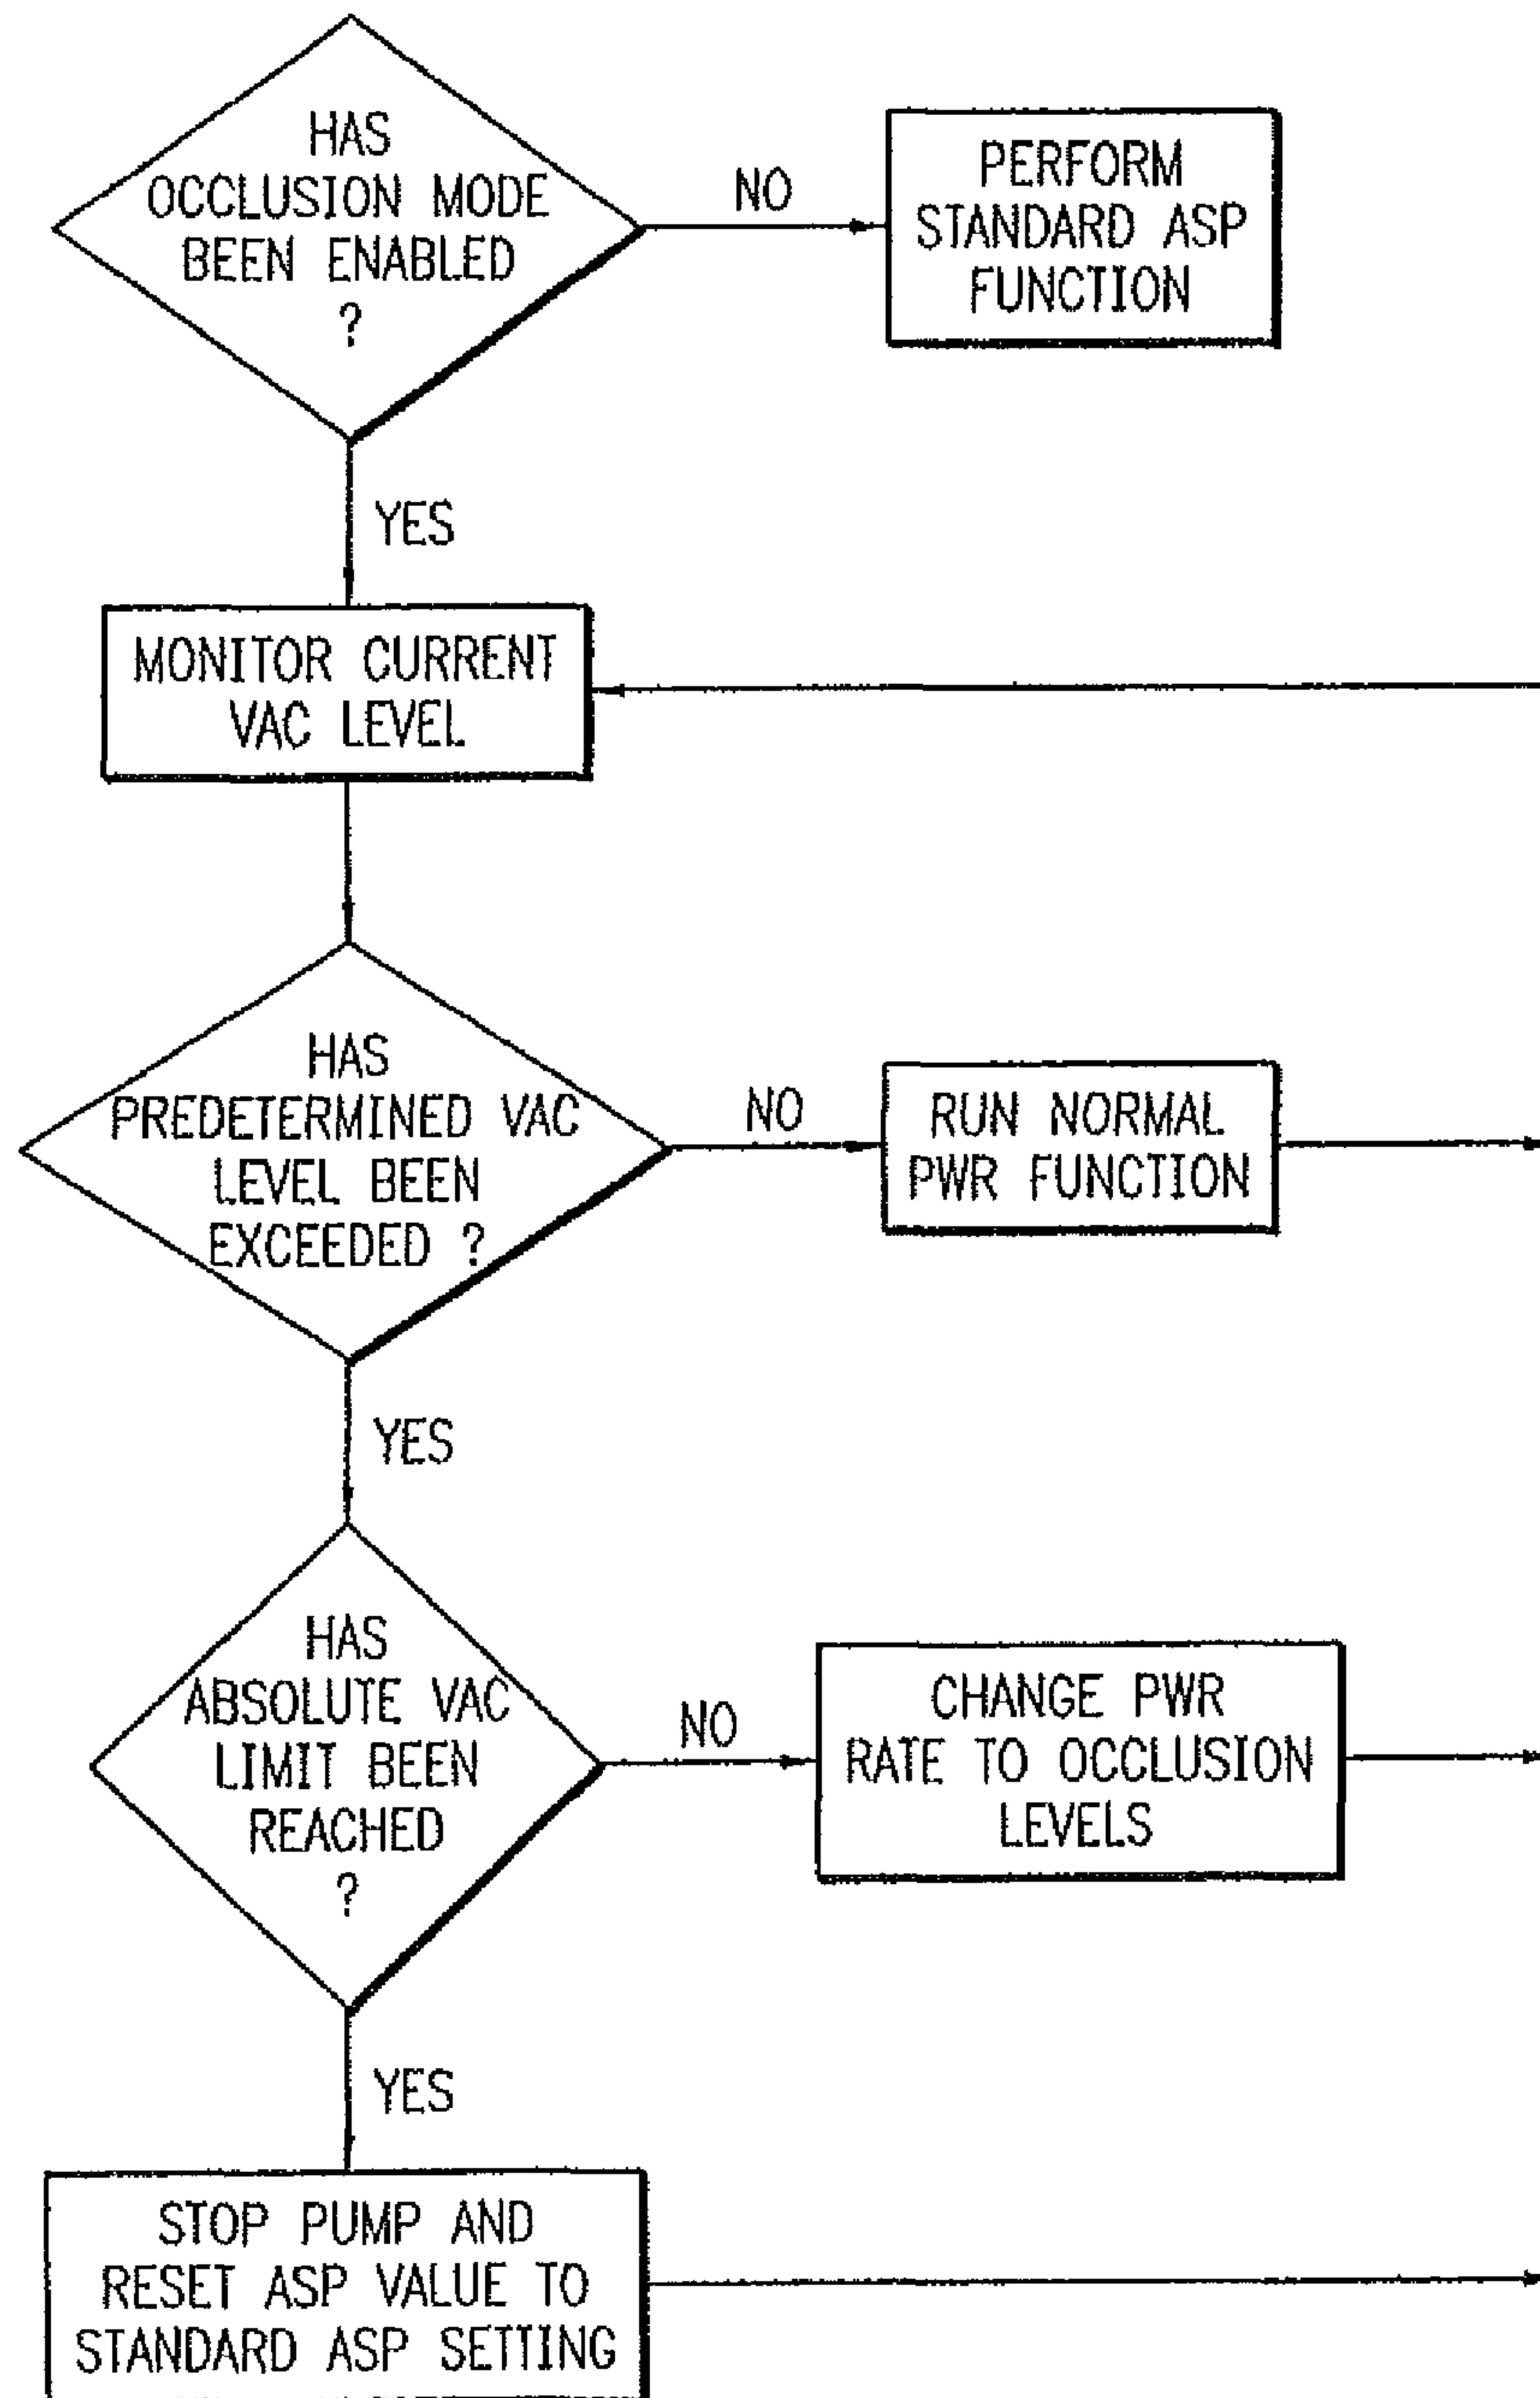 HAS
OCCLUSION MODE
BEEN ENABLED
?
NO
PERFORM
STANDARD ASP
FUNCTION
YES
MONITOR CURRENT
VAC LEVEL
HAS
PREDETERMINED VAC
LEVEL BEEN
EXCEEDED ?
NO
RUN NORMAL
PWR FUNCTION
YES
HAS
ABSOLUTE VAC
LIMIT BEEN
REACHED
?
NO
CHANGE PWR
RATE TO OCCLUSION
LEVELS
YES
STOP PUMP AND
RESET ASP VALUE TO
STANDARD ASP SETTING